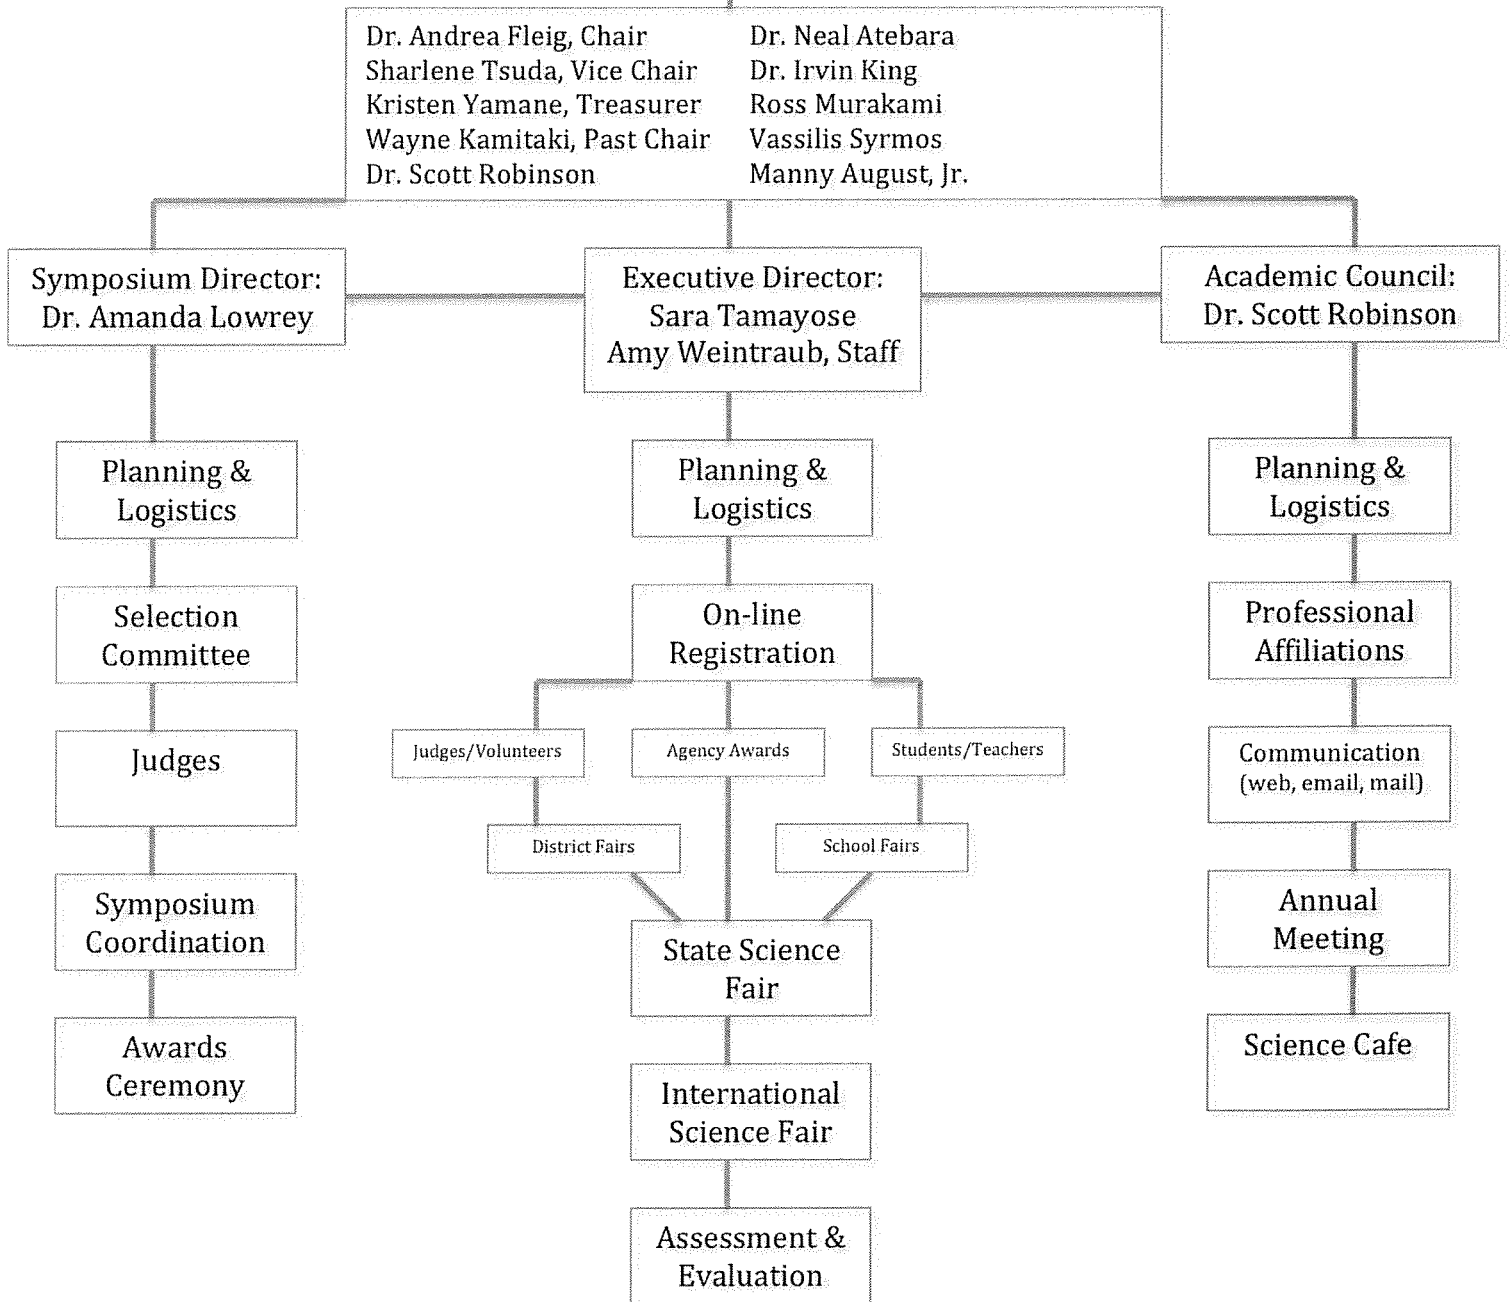 Dr. Andrea Fleig, Chair
Sharlene Tsuda, Vice Chair
Kristen Yamane, Treasurer
Wayne Kamitaki, Past Chair
Dr. Scott Robinson
Dr. Neal Atebara
Dr. Irvin King
Ross Murakami
Vassilis Syrmos
Manny August, Jr.
Symposium Director:
Dr. Amanda Lowrey
Executive Director:
Sara Tamayose
Amy Weintraub, Staff
Academic Council:
Dr. Scott Robinson
Planning &
Logistics
Selection
Committee
Judges
Symposium
Coordination
Awards
Ceremony
Planning &
Logistics
On-line
Registration
Judges/Volunteers
Agency Awards
Students/Teachers
District Fairs
School Fairs
State Science
Fair
International
Science Fair
Assessment &
Evaluation
Planning &
Logistics
Professional
Affiliations
Communication
(web, email, mail)
Annual
Meeting
Science Cafe